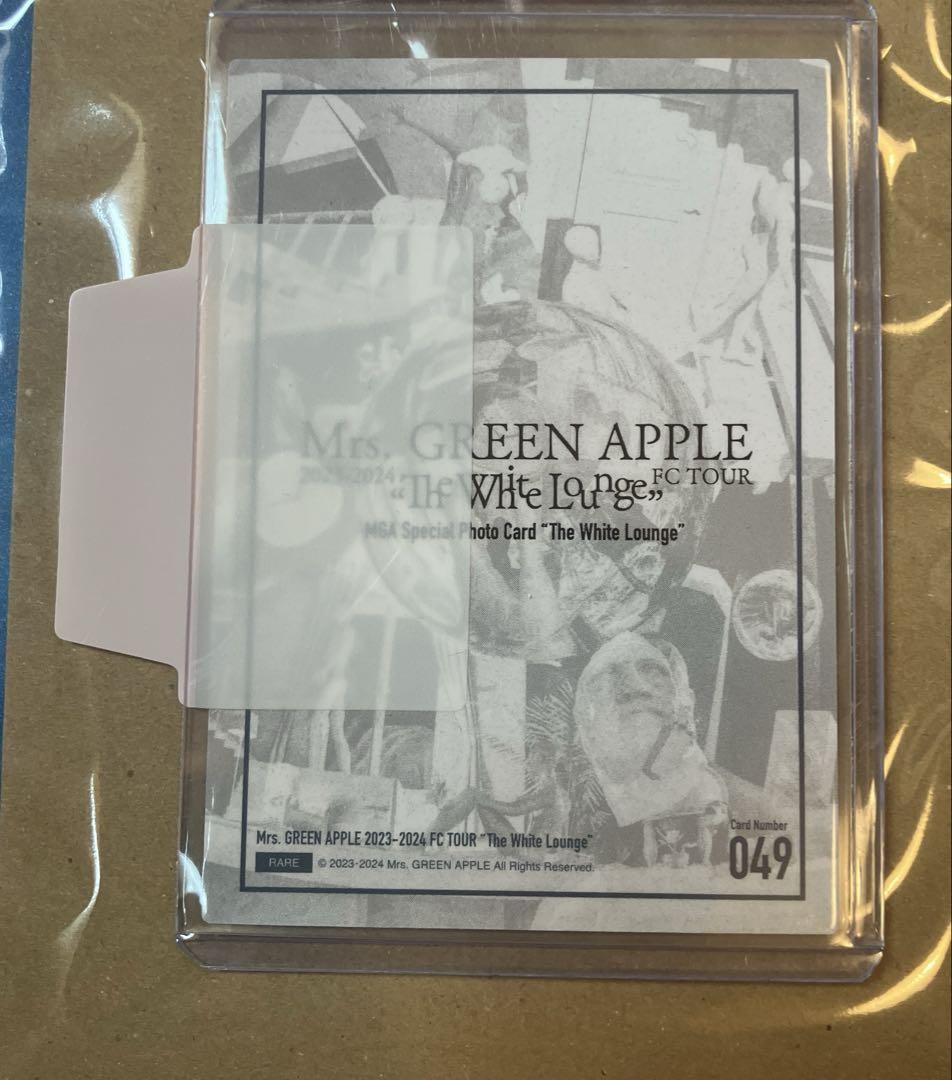 Mrs. GREEN APPLE
2023-2024 FC TOUR
“The White Lounge”
MGA Special Photo Card “The White Lounge”
Mrs. GREEN APPLE 2023-2024 FC TOUR “The White Lounge”
RARE © 2023-2024 Mrs. GREEN APPLE All Rights Reserved.
Card Number
049